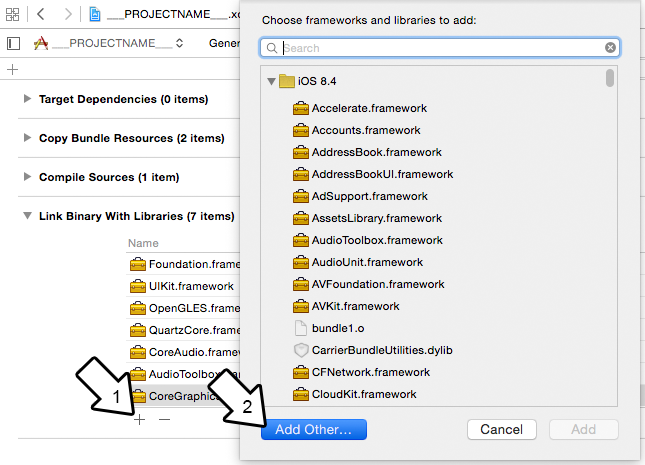 ___PROJECTNAME___.xc
___PROJECTNAME___
Gener
Target Dependencies (0 items)
Copy Bundle Resources (2 items)
Compile Sources (1 item)
Link Binary With Libraries (7 items)
Name
Foundation.frame
UIKit.framework
OpenGLES.framew
QuartzCore.frame
CoreAudio.framew
AudioToolbox.fram
CoreGraphics
1
Choose frameworks and libraries to add:
Search
iOS 8.4
Accelerate.framework
Accounts.framework
AddressBook.framework
AddressBookUI.framework
AdSupport.framework
AssetsLibrary.framework
AudioToolbox.framework
AudioUnit.framework
AVFoundation.framework
AVKit.framework
bundle1.o
CarrierBundleUtilities.dylib
CFNetwork.framework
CloudKit.framework
2
Add Other...
Cancel
Add